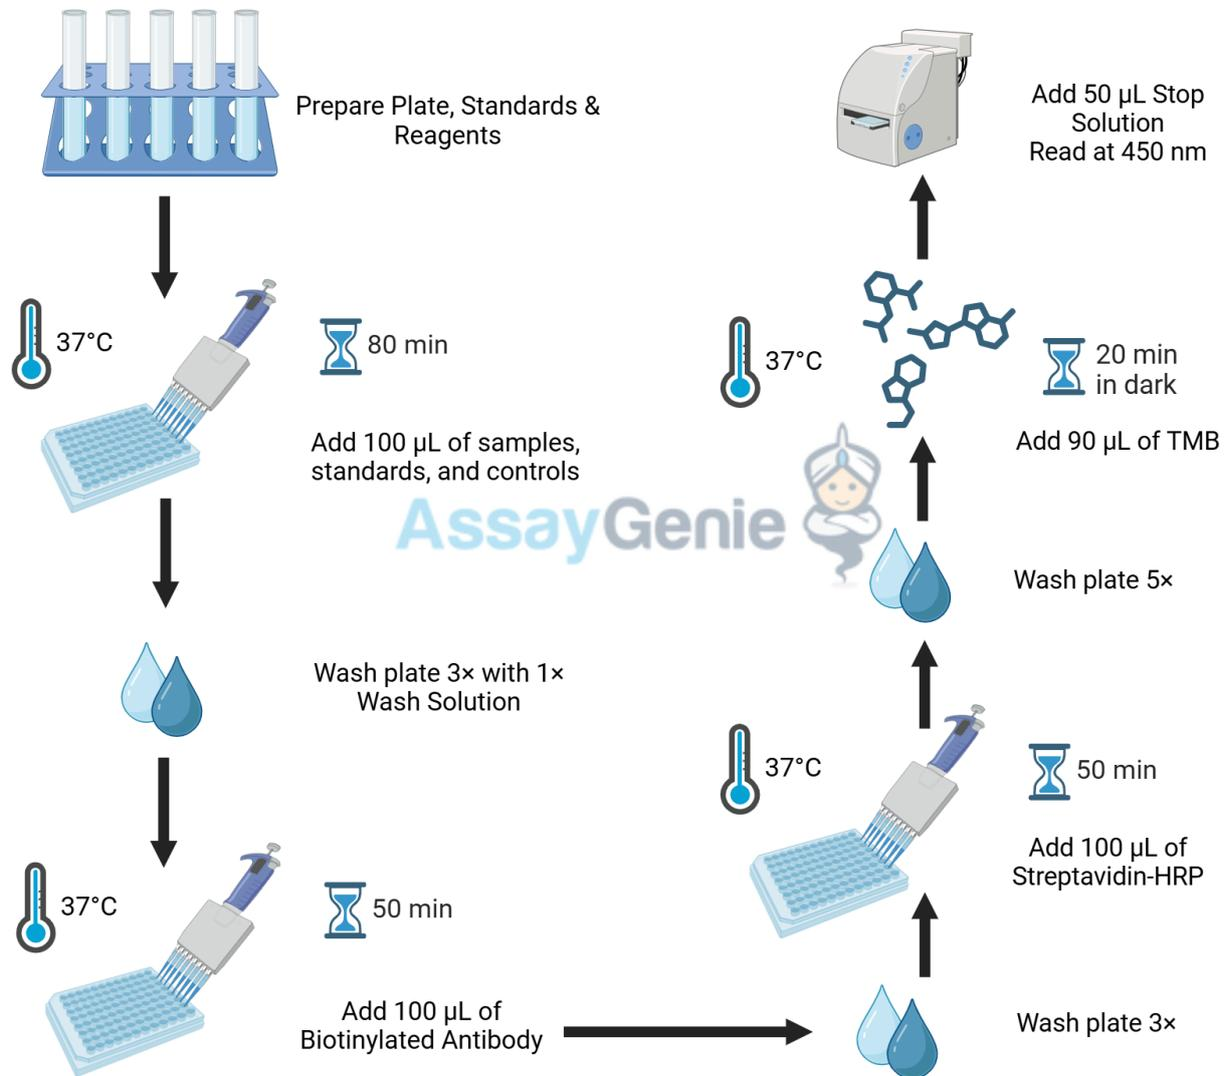 Prepare Plate, Standards &
Reagents
37°C
80 min
Add 100 µL of samples,
standards, and controls
Wash plate 3× with 1×
Wash Solution
37°C
50 min
Add 100 µL of
Biotinylated Antibody
Wash plate 3×
37°C
50 min
Add 100 µL of
Streptavidin-HRP
Wash plate 5×
37°C
20 min
in dark
Add 90 µL of TMB
Add 50 µL Stop
Solution
Read at 450 nm
AssayGenie